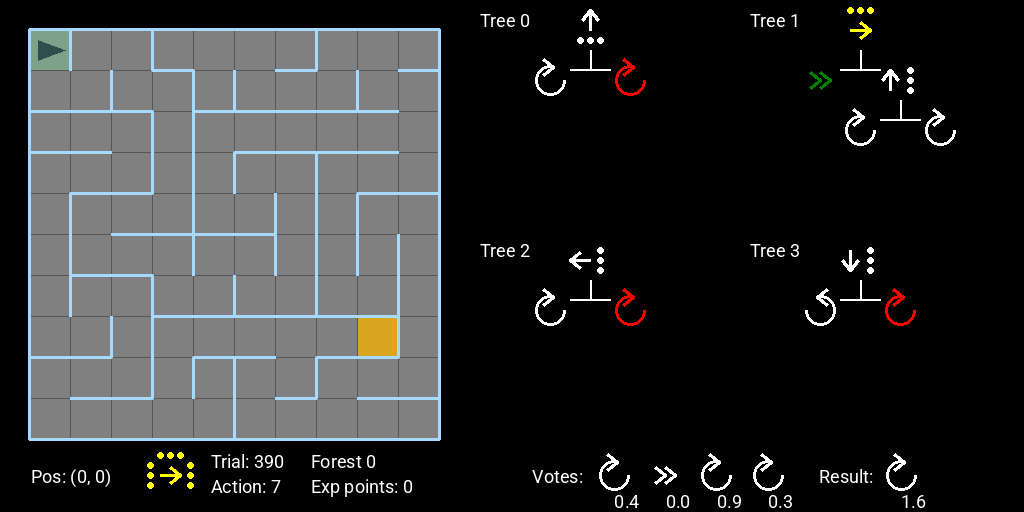 Tree 0
Tree 1
Tree 2
Tree 3
Pos: (0, 0)
Trial: 390
Forest 0
Action: 7
Exp points: 0
Votes:
0.4
0.0
0.9
0.3
Result:
1.6